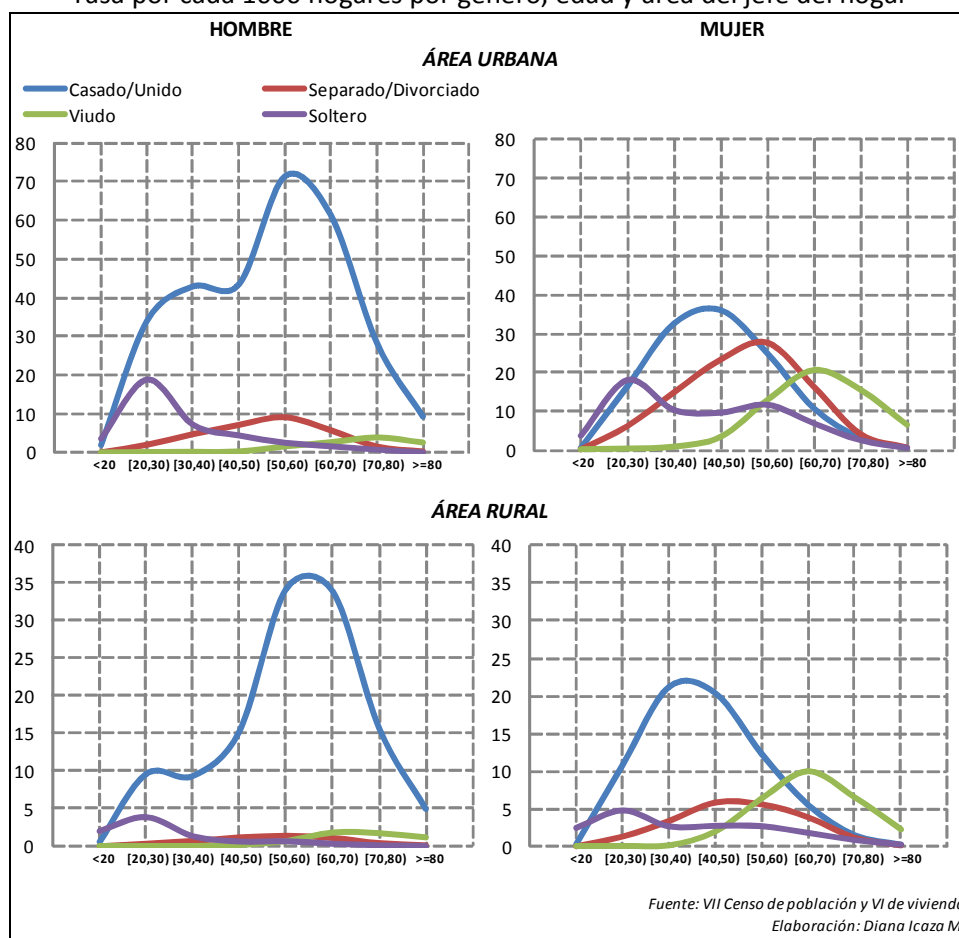 Tasa por cada 1000 hogares por género, edad y área del jefe del hogar
HOMBRE MUJER
ÁREA URBANA
Casado/Unido Separado/Divorciado
Viudo Soltero
80 80
70 70
60 60
50 50
40 40
30 30
20 20
10 10
0 0
<20 [20,30) [30,40) [40,50) [50,60) [60,70) [70,80) >=80 <20 [20,30) [30,40) [40,50) [50,60) [60,70) [70,80) >=80
ÁREA RURAL
40 40
35 35
30 30
25 25
20 20
15 15
10 10
5 5
0 0
<20 [20,30) [30,40) [40,50) [50,60) [60,70) [70,80) >=80 <20 [20,30) [30,40) [40,50) [50,60) [60,70) [70,80) >=80
Fuente: VII Censo de población y VI de vivienda
Elaboración: Diana Icaza M